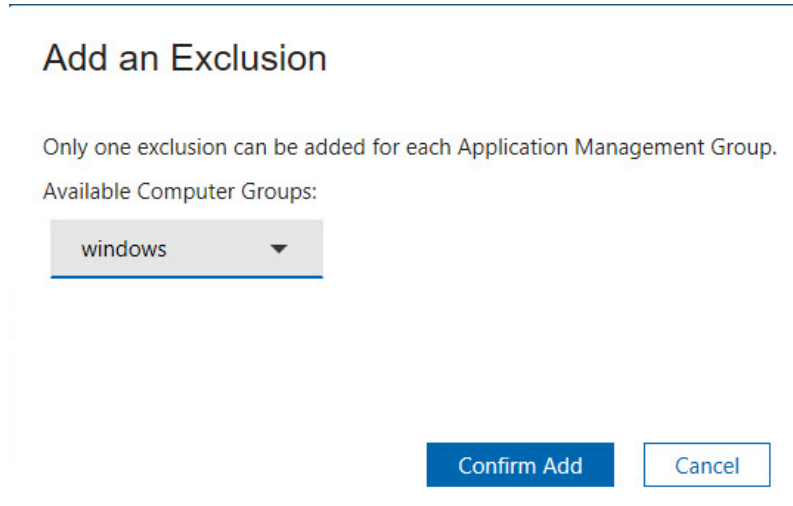 Add an Exclusion
Only one exclusion can be added for each Application Management Group.
Available Computer Groups:
windows
Confirm Add
Cancel